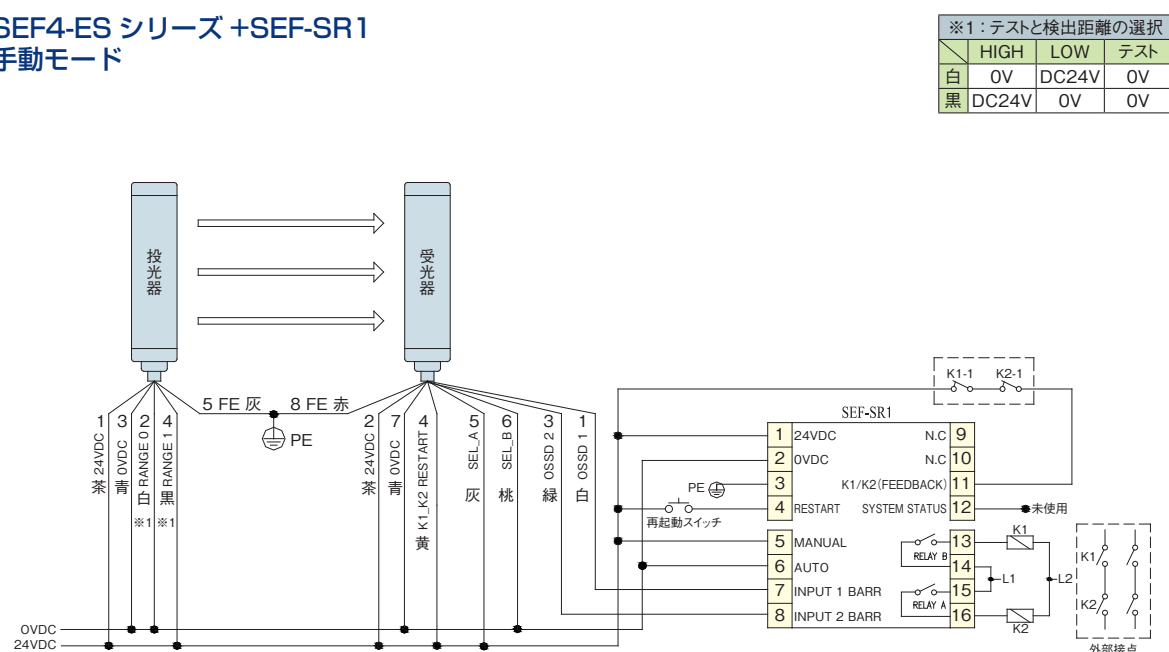 SEF4-ES シリーズ+SEF-SR1
手動モード
※1：テストと検出距離の選択
HIGH LOW テスト
白 0V DC24V 0V
黒 DC24V 0V 0V
投光器
受光器
1 24VDC 茶
3 0VDC 青
2 RANGE 0 白 ※1
4 RANGE 1 黒 ※1
5 FE 灰
8 FE 赤
PE
2 24VDC 茶
7 0VDC 青
4 K1_K2 RESTART 黄
5 SEL_A 灰
6 SEL_B 桃
3 OSSD 2 緑
1 OSSD 1 白
0VDC
24VDC
K1-1 K2-1
SEF-SR1
1 24VDC N.C 9
2 0VDC N.C 10
PE 3 K1/K2(FEEDBACK) 11
4 RESTART SYSTEM STATUS 12 未使用
再起動スイッチ
5 MANUAL 13 K1
RELAY B
6 AUTO 14
L1 L2
7 INPUT 1 BARR 15
RELAY A
8 INPUT 2 BARR 16 K2
K1
K2
外部接点